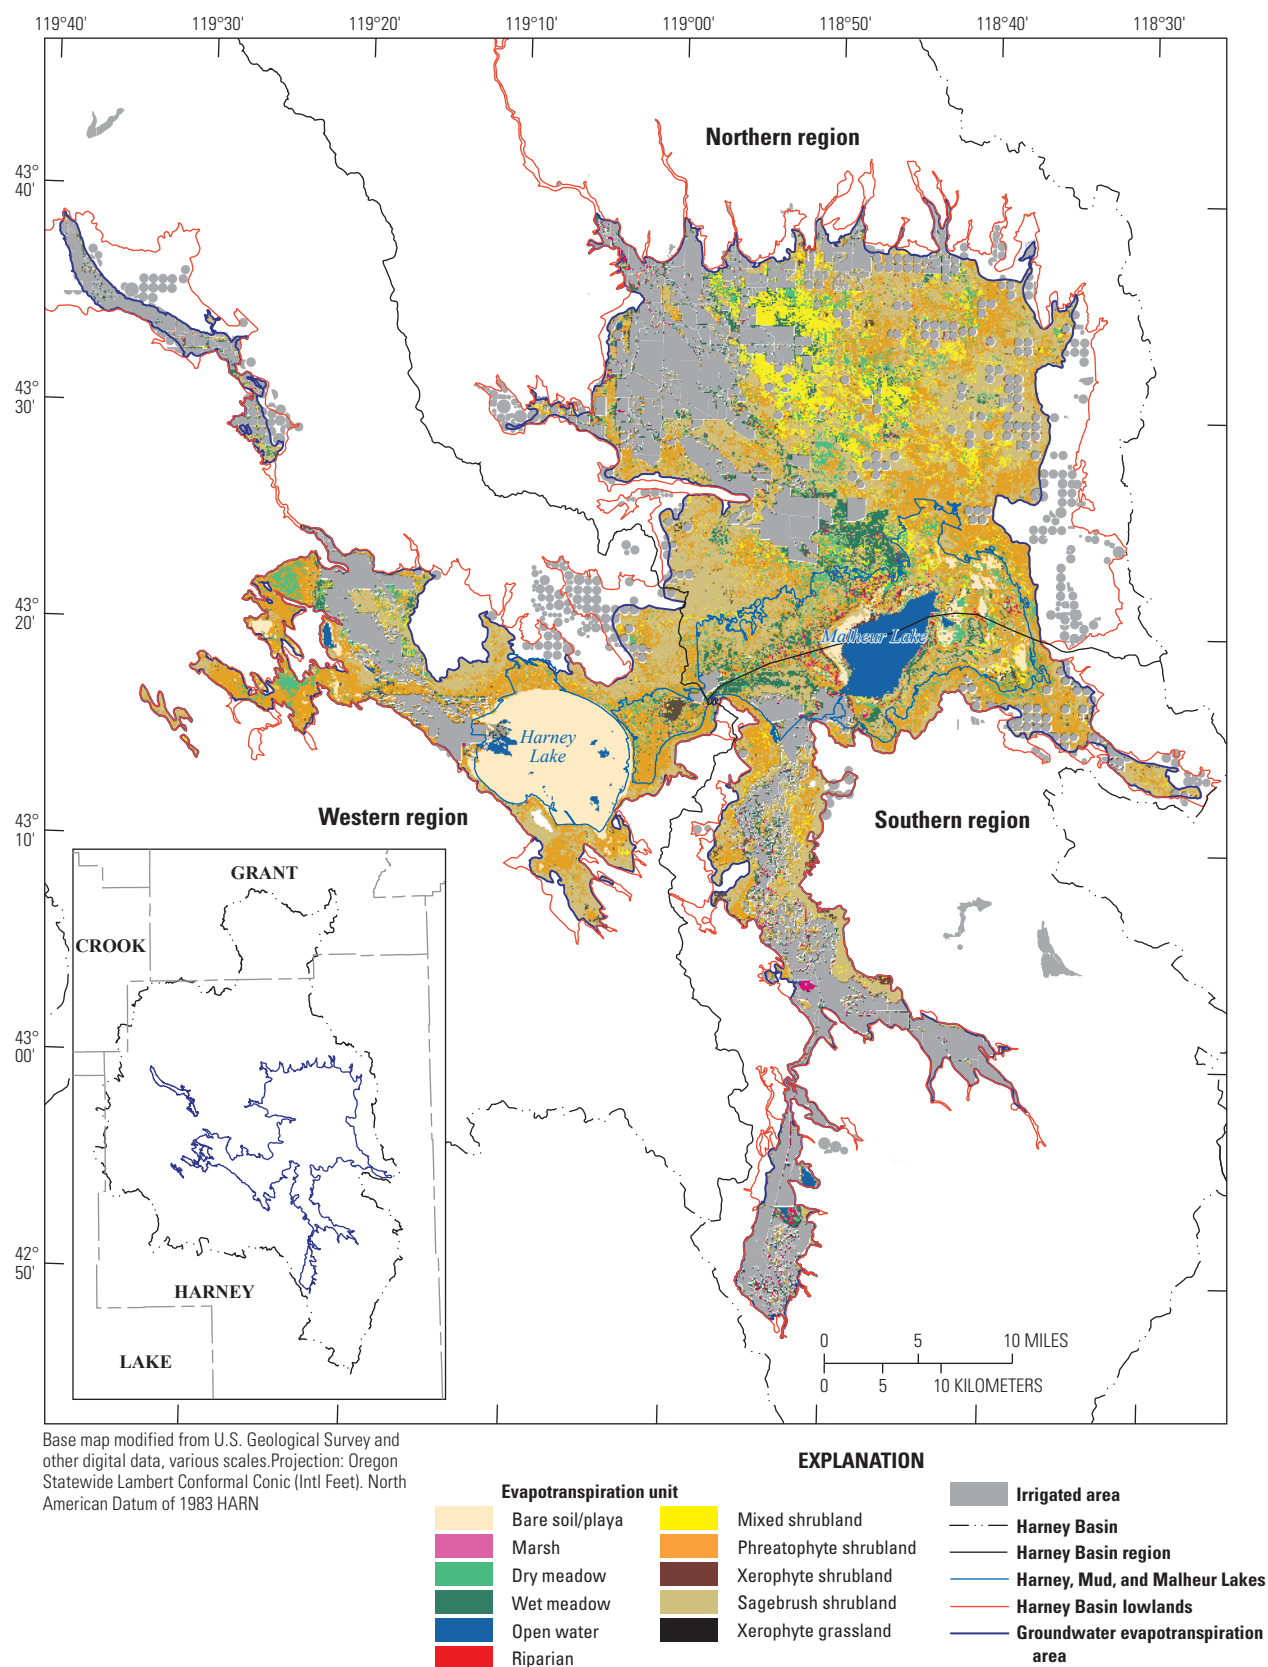 119°40' 119°30' 119°20' 119°10' 119°00' 118°50' 118°40' 118°30'
43°
40'
43°
30'
43°
20'
43°
10'
43°
00'
42°
50'
Northern region
Malheur Lake
Harney
Lake
Western region
Southern region
GRANT
CROOK
HARNEY
LAKE
0 5 10 MILES
0 5 10 KILOMETERS
Base map modified from U.S. Geological Survey and
other digital data, various scales.Projection: Oregon
Statewide Lambert Conformal Conic (Intl Feet). North
American Datum of 1983 HARN
EXPLANATION
Evapotranspiration unit
Bare soil/playa
Marsh
Dry meadow
Wet meadow
Open water
Riparian
Mixed shrubland
Phreatophyte shrubland
Xerophyte shrubland
Sagebrush shrubland
Xerophyte grassland
Irrigated area
Harney Basin
Harney Basin region
Harney, Mud, and Malheur Lakes
Harney Basin lowlands
Groundwater evapotranspiration
area